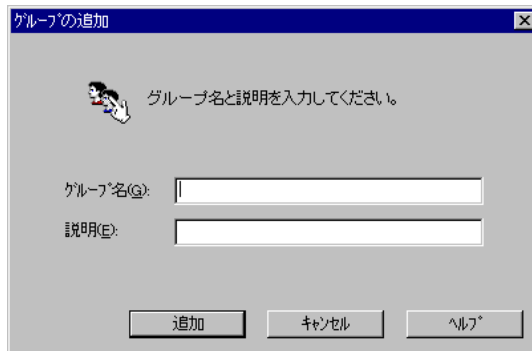 ｸﾞﾙｰﾌﾟの追加
グループ名と説明を入力してください。
ｸﾞﾙｰﾌﾟ名(G):
説明(E):
追加
ｷｬﾝｾﾙ
ﾍﾙﾌﾟ